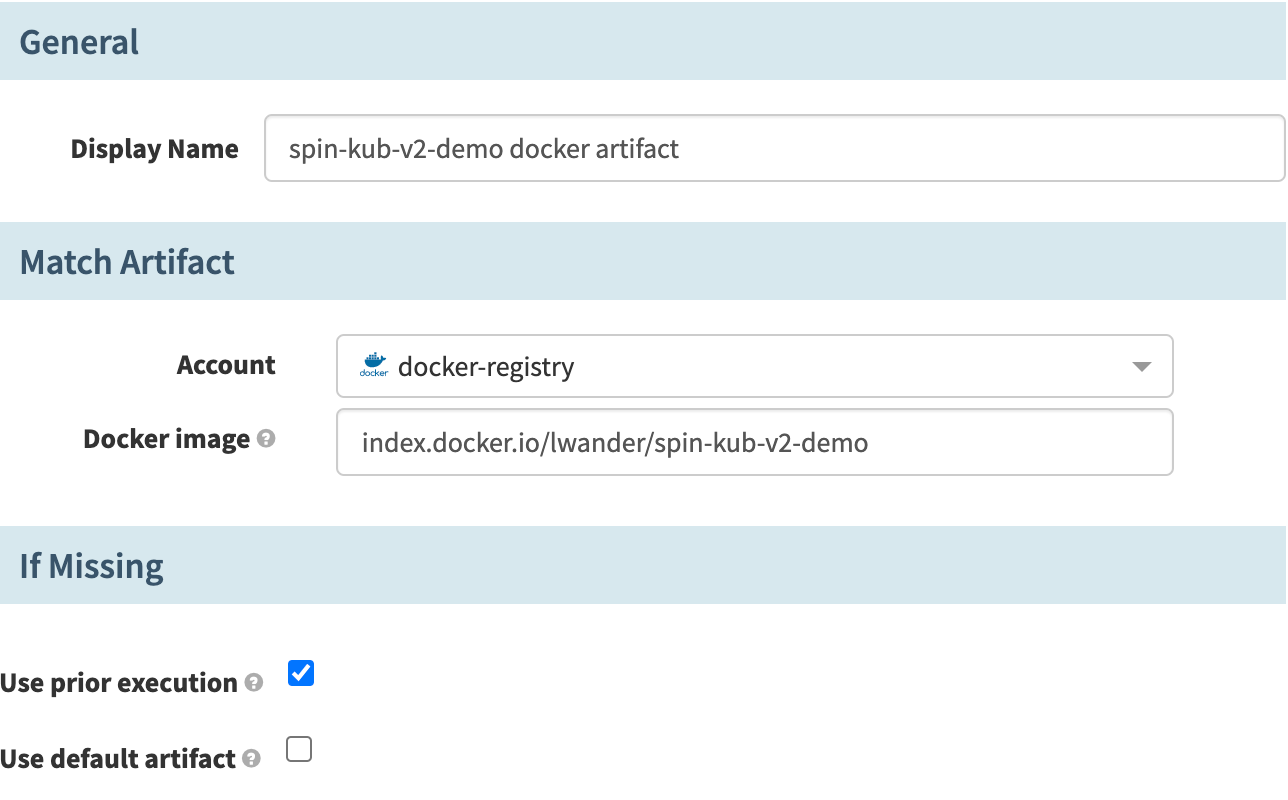 General
Display Name
spin-kub-v2-demo docker artifact
Match Artifact
Account
docker docker-registry
Docker image ?
index.docker.io/lwander/spin-kub-v2-demo
If Missing
Use prior execution ?
Use default artifact ?